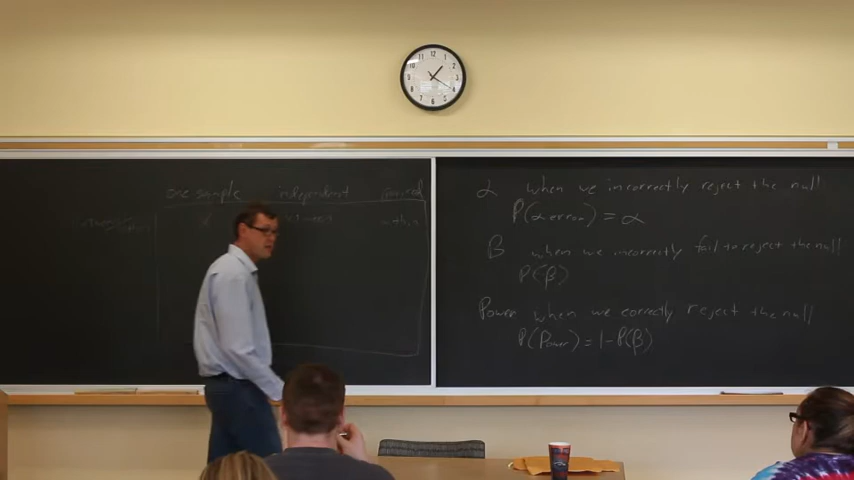 one sample independent paired
α when we incorrectly reject the null
P(α error) = α
β when we incorrectly fail to reject the null
P(β)
Power when we correctly reject the null
P(Power) = 1 - P(β)